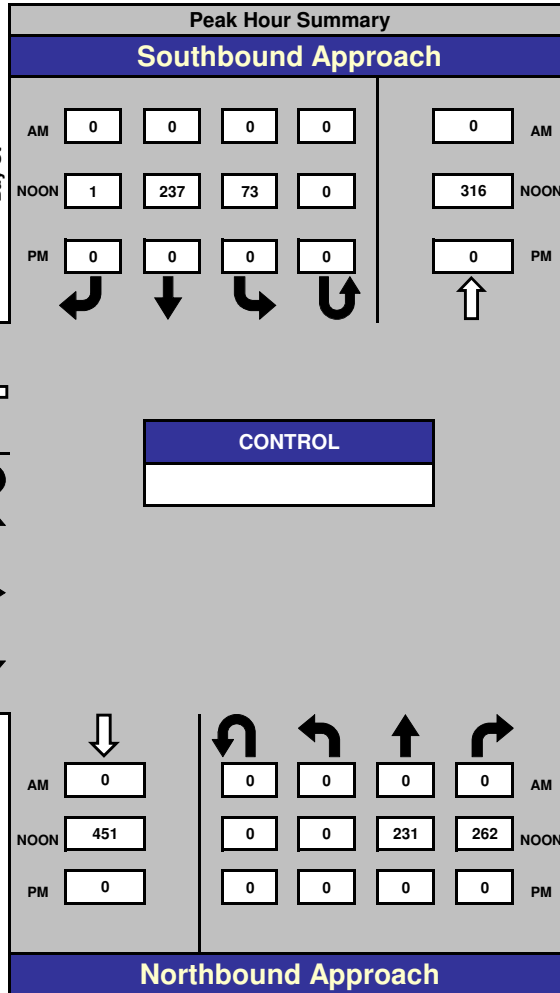 Peak Hour Summary
Southbound Approach
AM 0 0 0 0 0 AM
NOON 1 237 73 0 316 NOON
PM 0 0 0 0 0 PM
CONTROL
AM 0 0 0 0 0 AM
NOON 451 0 0 231 262 NOON
PM 0 0 0 0 0 PM
Northbound Approach